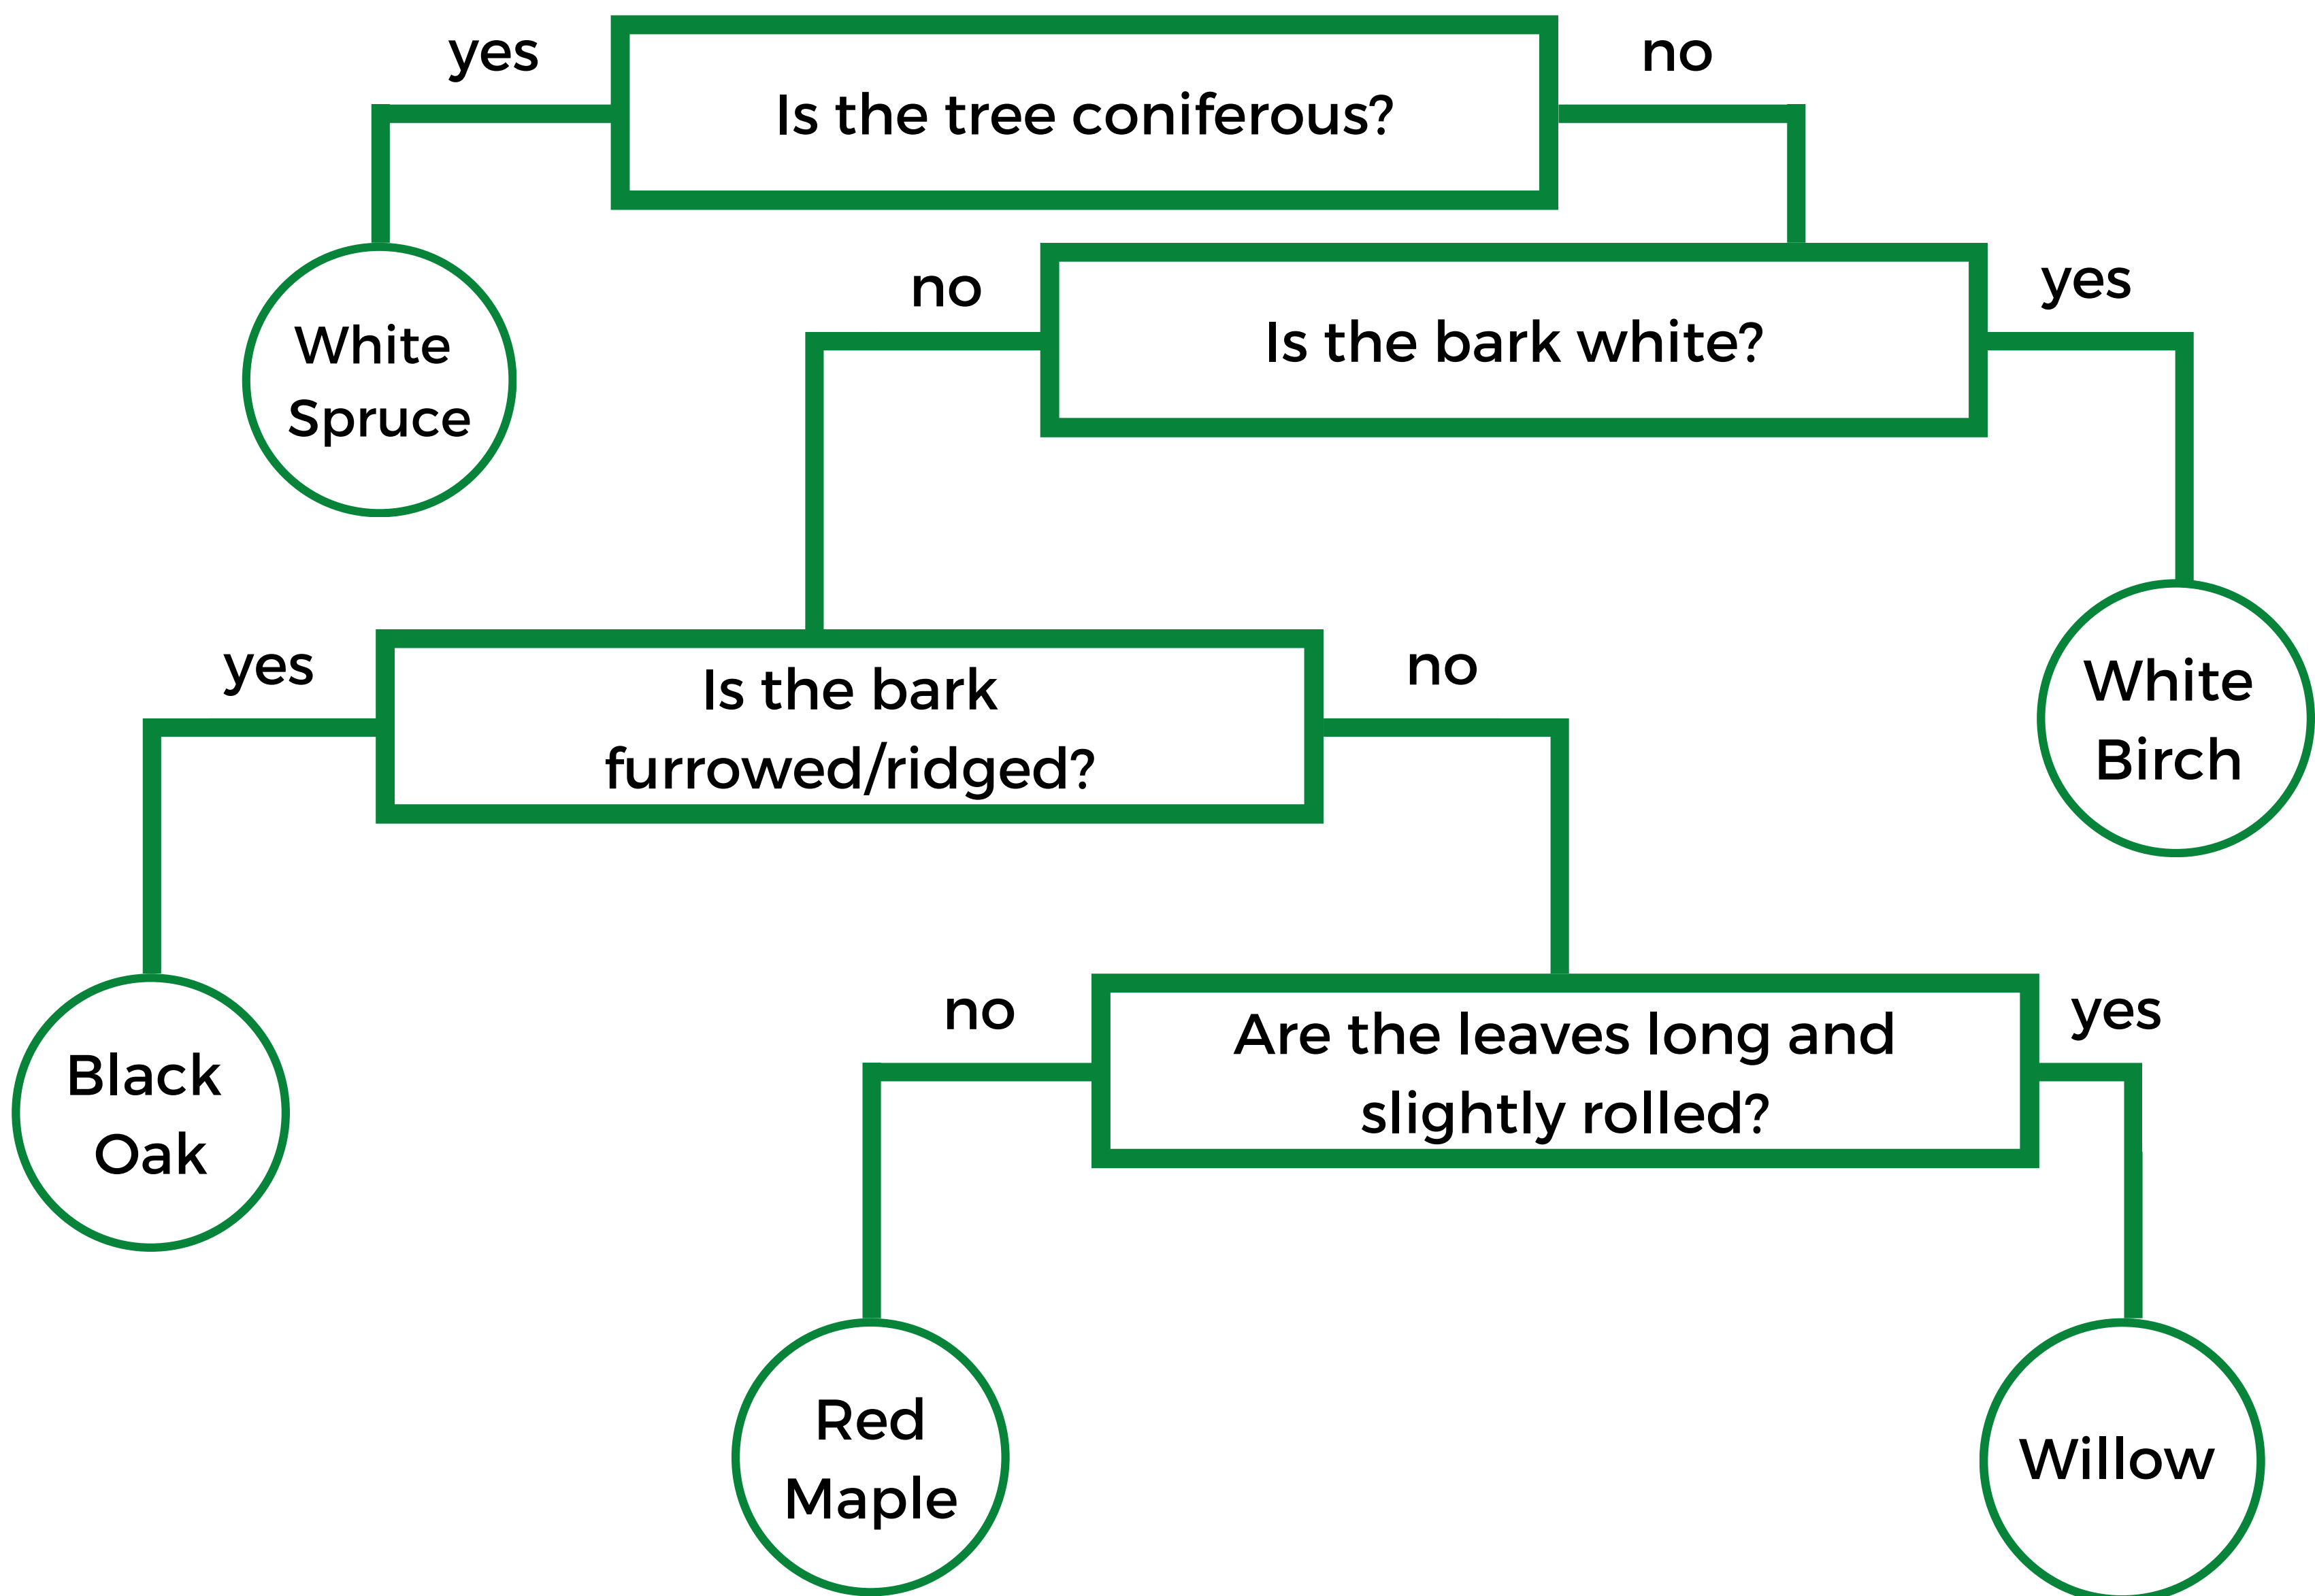 yes
no
Is the tree coniferous?
no
yes
Is the bark white?
White
Spruce
yes
no
Is the bark
furrowed/ridged?
White
Birch
no
yes
Are the leaves long and
slightly rolled?
Black
Oak
Red
Maple
Willow